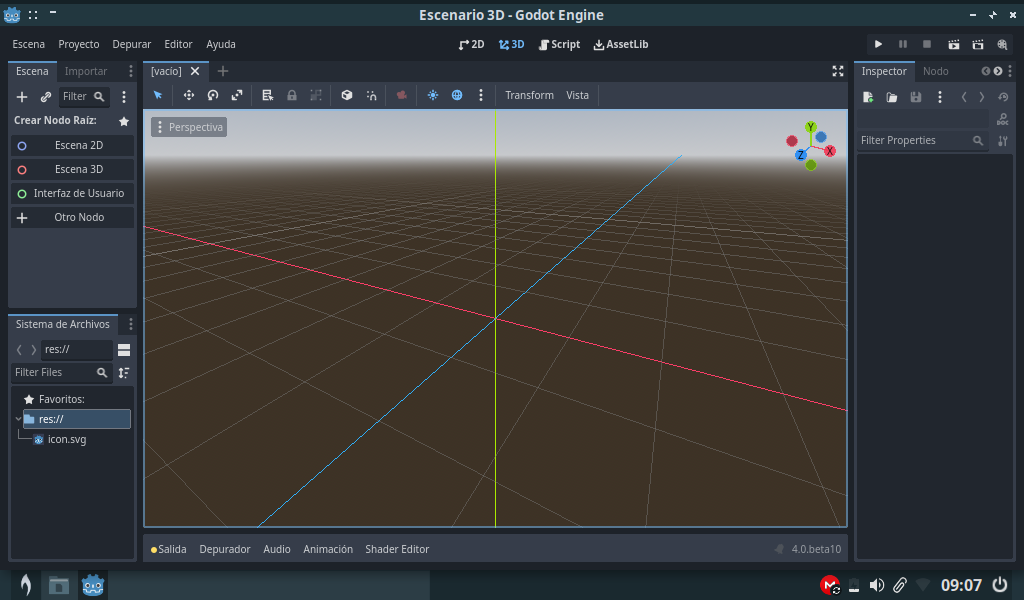 Escenario 3D - Godot Engine
Escena Proyecto Depurar Editor Ayuda
2D 3D Script AssetLib
Escena Importar
[vacío]
Inspector Nodo
Filter
Transform Vista
Crear Nodo Raíz:
Perspectiva
Y
X
Z
Filter Properties
Escena 2D
Escena 3D
Interfaz de Usuario
Otro Nodo
Sistema de Archivos
res://
Filter Files
Favoritos:
res://
icon.svg
Salida Depurador Audio Animación Shader Editor 4.0.beta10
09:07